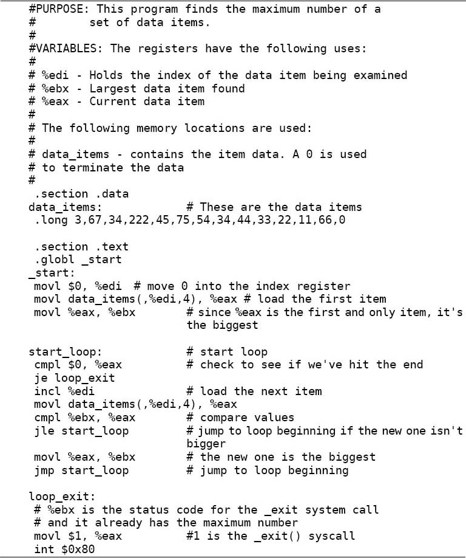 #PURPOSE: This program finds the maximum number of a
# set of data items.
#
#VARIABLES: The registers have the following uses:
#
# %edi - Holds the index of the data item being examined
# %ebx - Largest data item found
# %eax - Current data item
#
# The following memory locations are used:
#
# data_items - contains the item data. A 0 is used
# to terminate the data
#
.section .data
data_items: # These are the data items
.long 3,67,34,222,45,75,54,34,44,33,22,11,66,0
.section .text
.globl _start
_start:
movl $0, %edi # move 0 into the index register
movl data_items(,%edi,4), %eax # load the first item
movl %eax, %ebx # since %eax is the first and only item, it's
the biggest
start_loop: # start loop
cmpl $0, %eax # check to see if we've hit the end
je loop_exit
incl %edi # load the next item
movl data_items(,%edi,4), %eax
cmpl %ebx, %eax # compare values
jle start_loop # jump to loop beginning if the new one isn't
bigger
movl %eax, %ebx # the new one is the biggest
jmp start_loop # jump to loop beginning
loop_exit:
# %ebx is the status code for the _exit system call
# and it already has the maximum number
movl $1, %eax #1 is the _exit() syscall
int $0x80